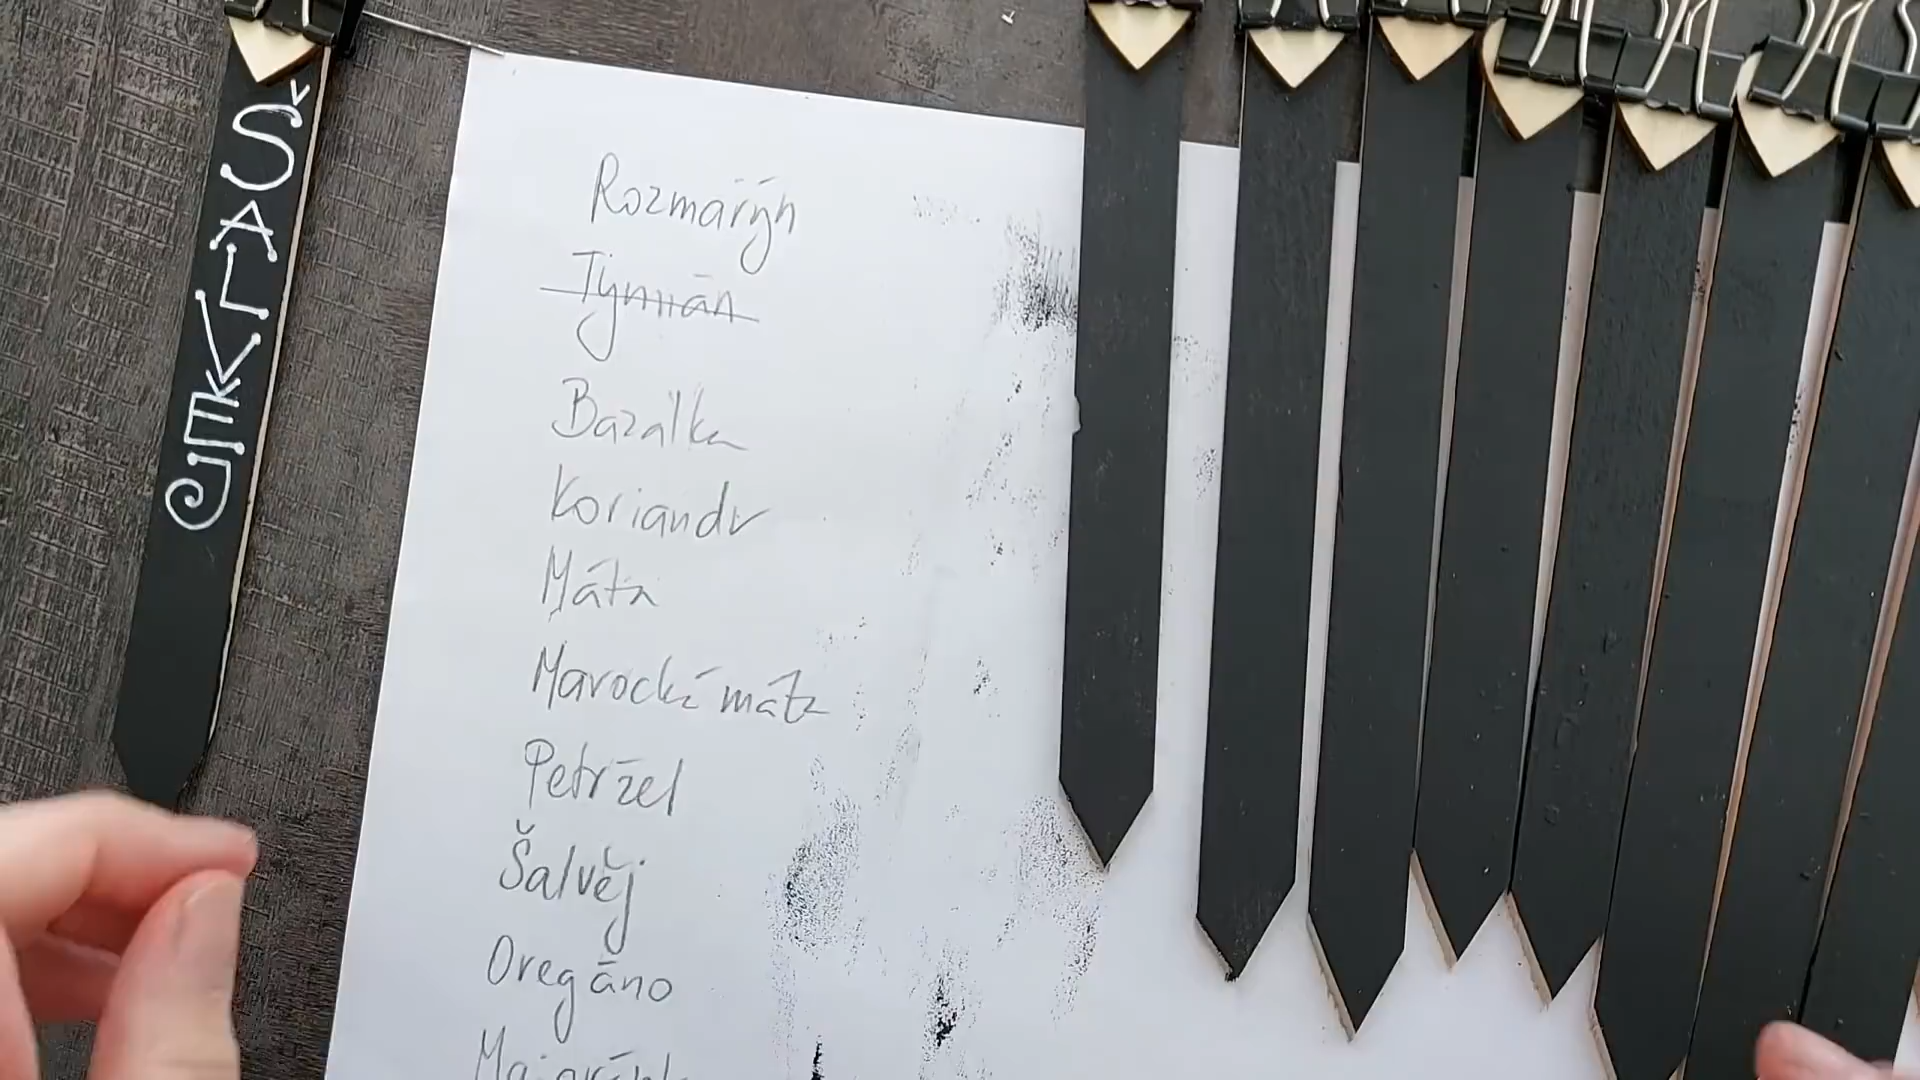 ŠALVĚJ
Rozmarýn
Tymián
Bazalka
Koriandr
Máta
Marocká máta
Petržel
Šalvěj
Oregáno